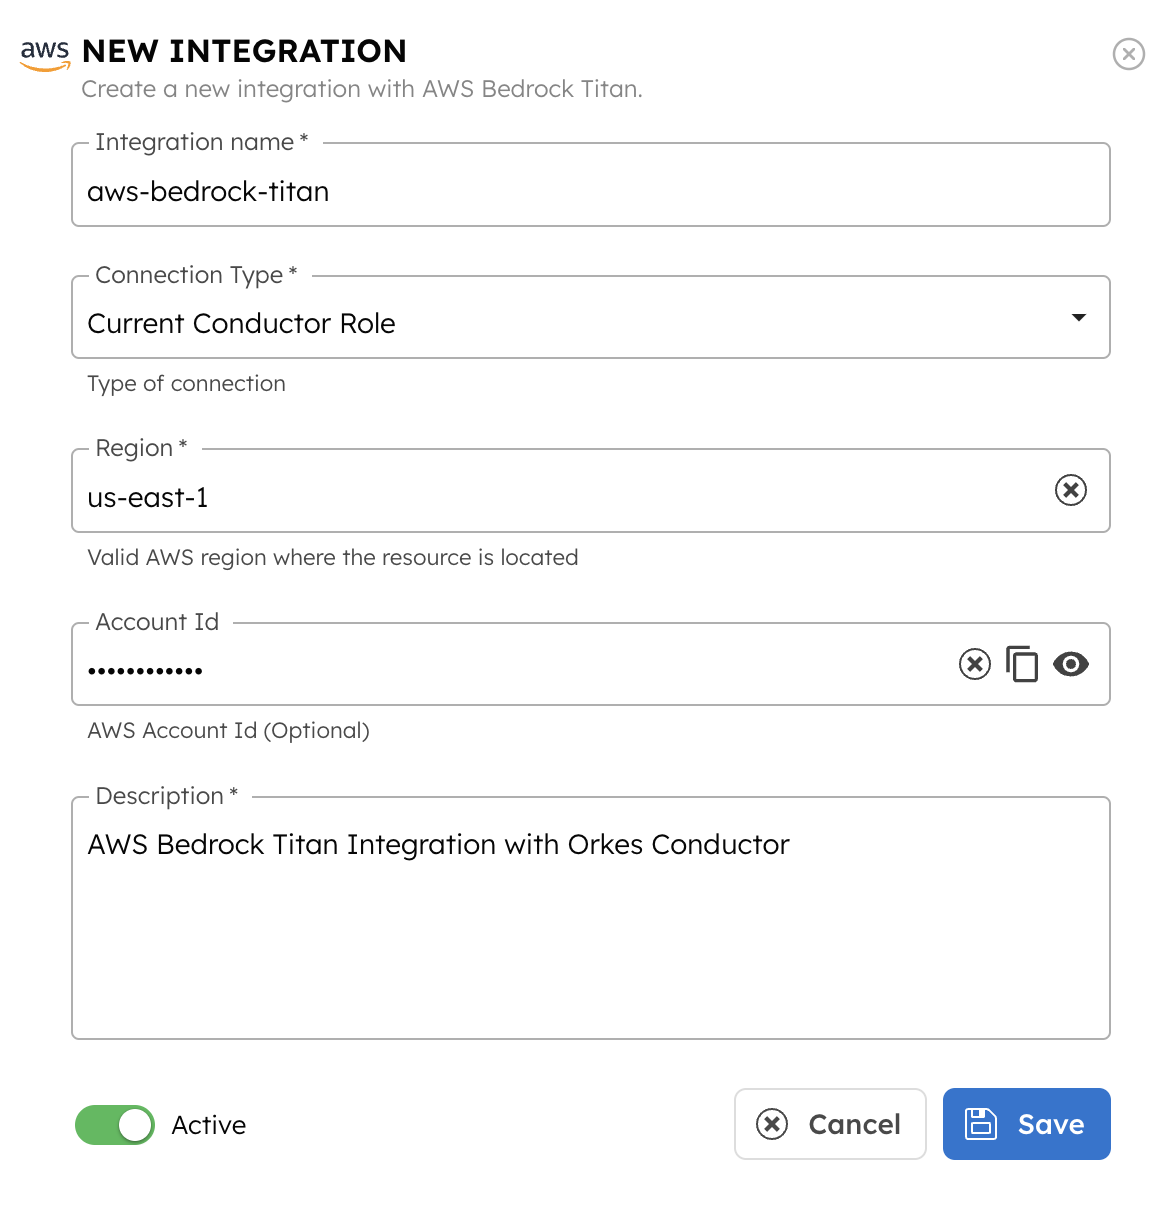 aws
NEW INTEGRATION
Create a new integration with AWS Bedrock Titan.
Integration name *
aws-bedrock-titan
Connection Type *
Current Conductor Role
Type of connection
Region *
us-east-1
Valid AWS region where the resource is located
Account Id
••••••••••••
AWS Account Id (Optional)
Description *
AWS Bedrock Titan Integration with Orkes Conductor
Active
Cancel
Save